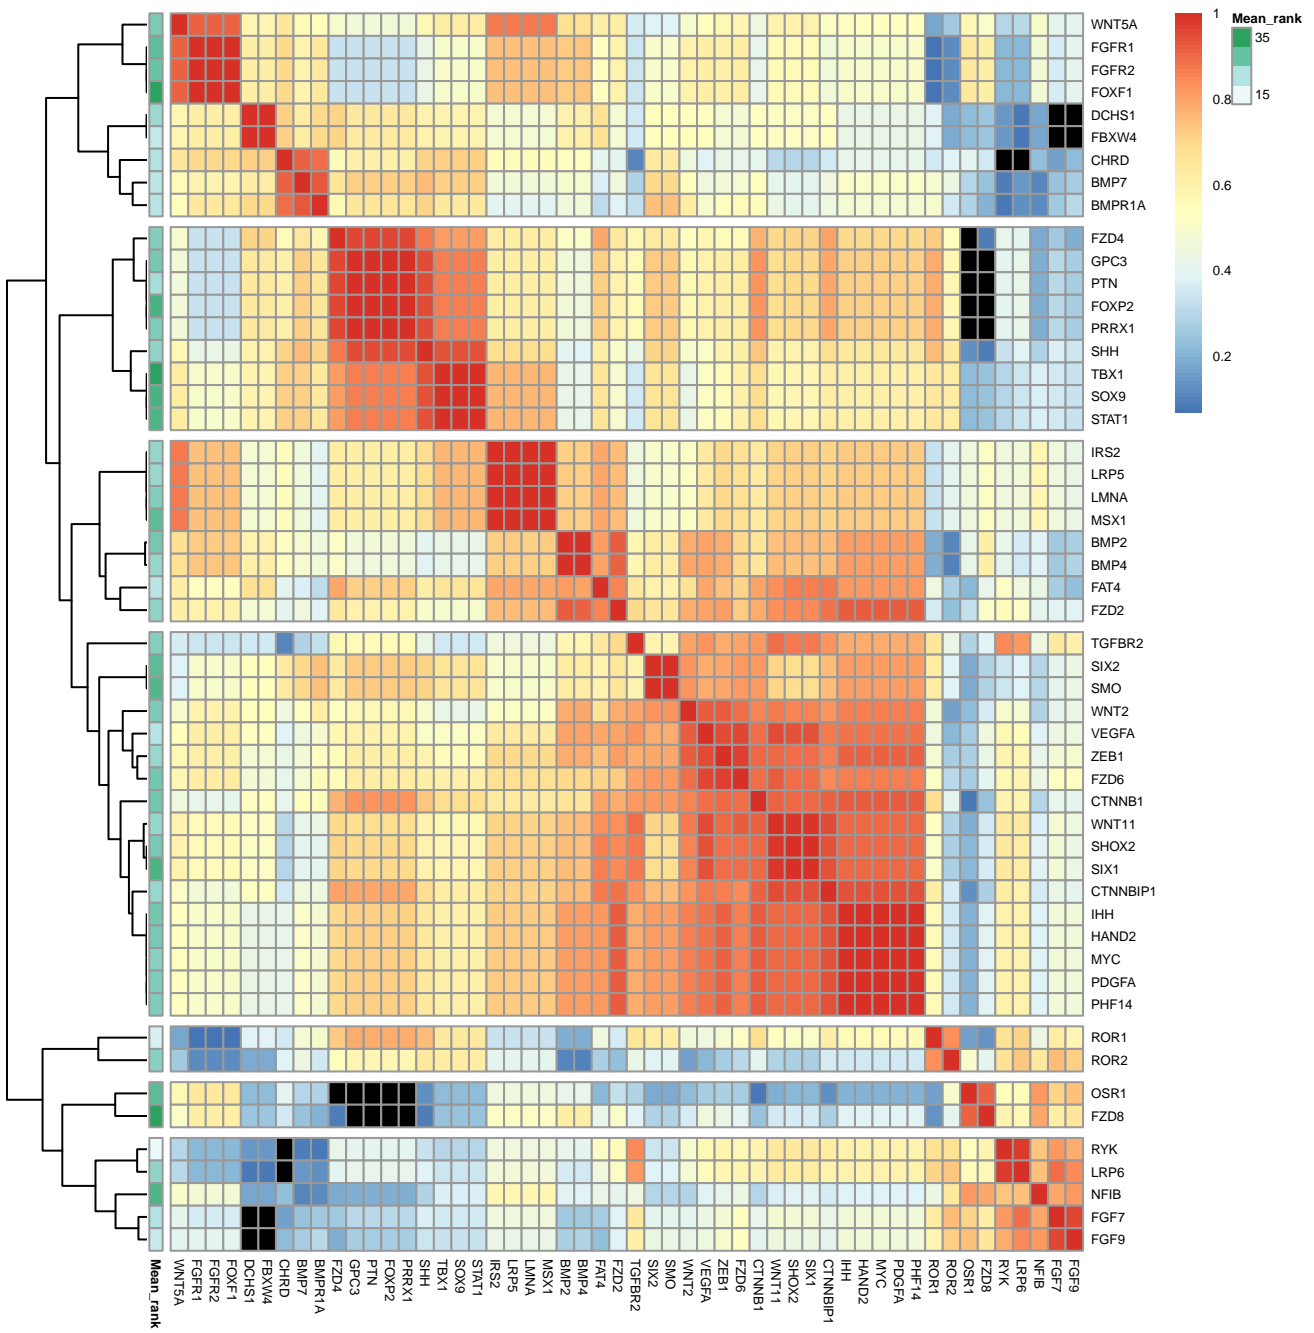 1
0.8
0.6
0.4
0.2
Mean_rank
35
15
WNT5A
FGFR1
FGFR2
FOXF1
DCHS1
FBXW4
CHRD
BMP7
BMPR1A
FZD4
GPC3
PTN
FOXP2
PRRX1
SHH
TBX1
SOX9
STAT1
IRS2
LRP5
LMNA
MSX1
BMP2
BMP4
FAT4
FZD2
TGFBR2
SIX2
SMO
WNT2
VEGFA
ZEB1
FZD6
CTNNB1
WNT11
SHOX2
SIX1
CTNNBIP1
IHH
HAND2
MYC
PDGFA
PHF14
ROR1
ROR2
OSR1
FZD8
RYK
LRP6
NFIB
FGF7
FGF9
Mean_rank
WNT5A
FGFR1
FGFR2
FOXF1
DCHS1
FBXW4
CHRD
BMP7
BMPR1A
FZD4
GPC3
PTN
FOXP2
PRRX1
SHH
TBX1
SOX9
STAT1
IRS2
LRP5
LMNA
MSX1
BMP2
BMP4
FAT4
FZD2
TGFBR2
SIX2
SMO
WNT2
VEGFA
ZEB1
FZD6
CTNNB1
WNT11
SHOX2
SIX1
CTNNBIP1
IHH
HAND2
MYC
PDGFA
PHF14
ROR1
ROR2
OSR1
FZD8
RYK
LRP6
NFIB
FGF7
FGF9